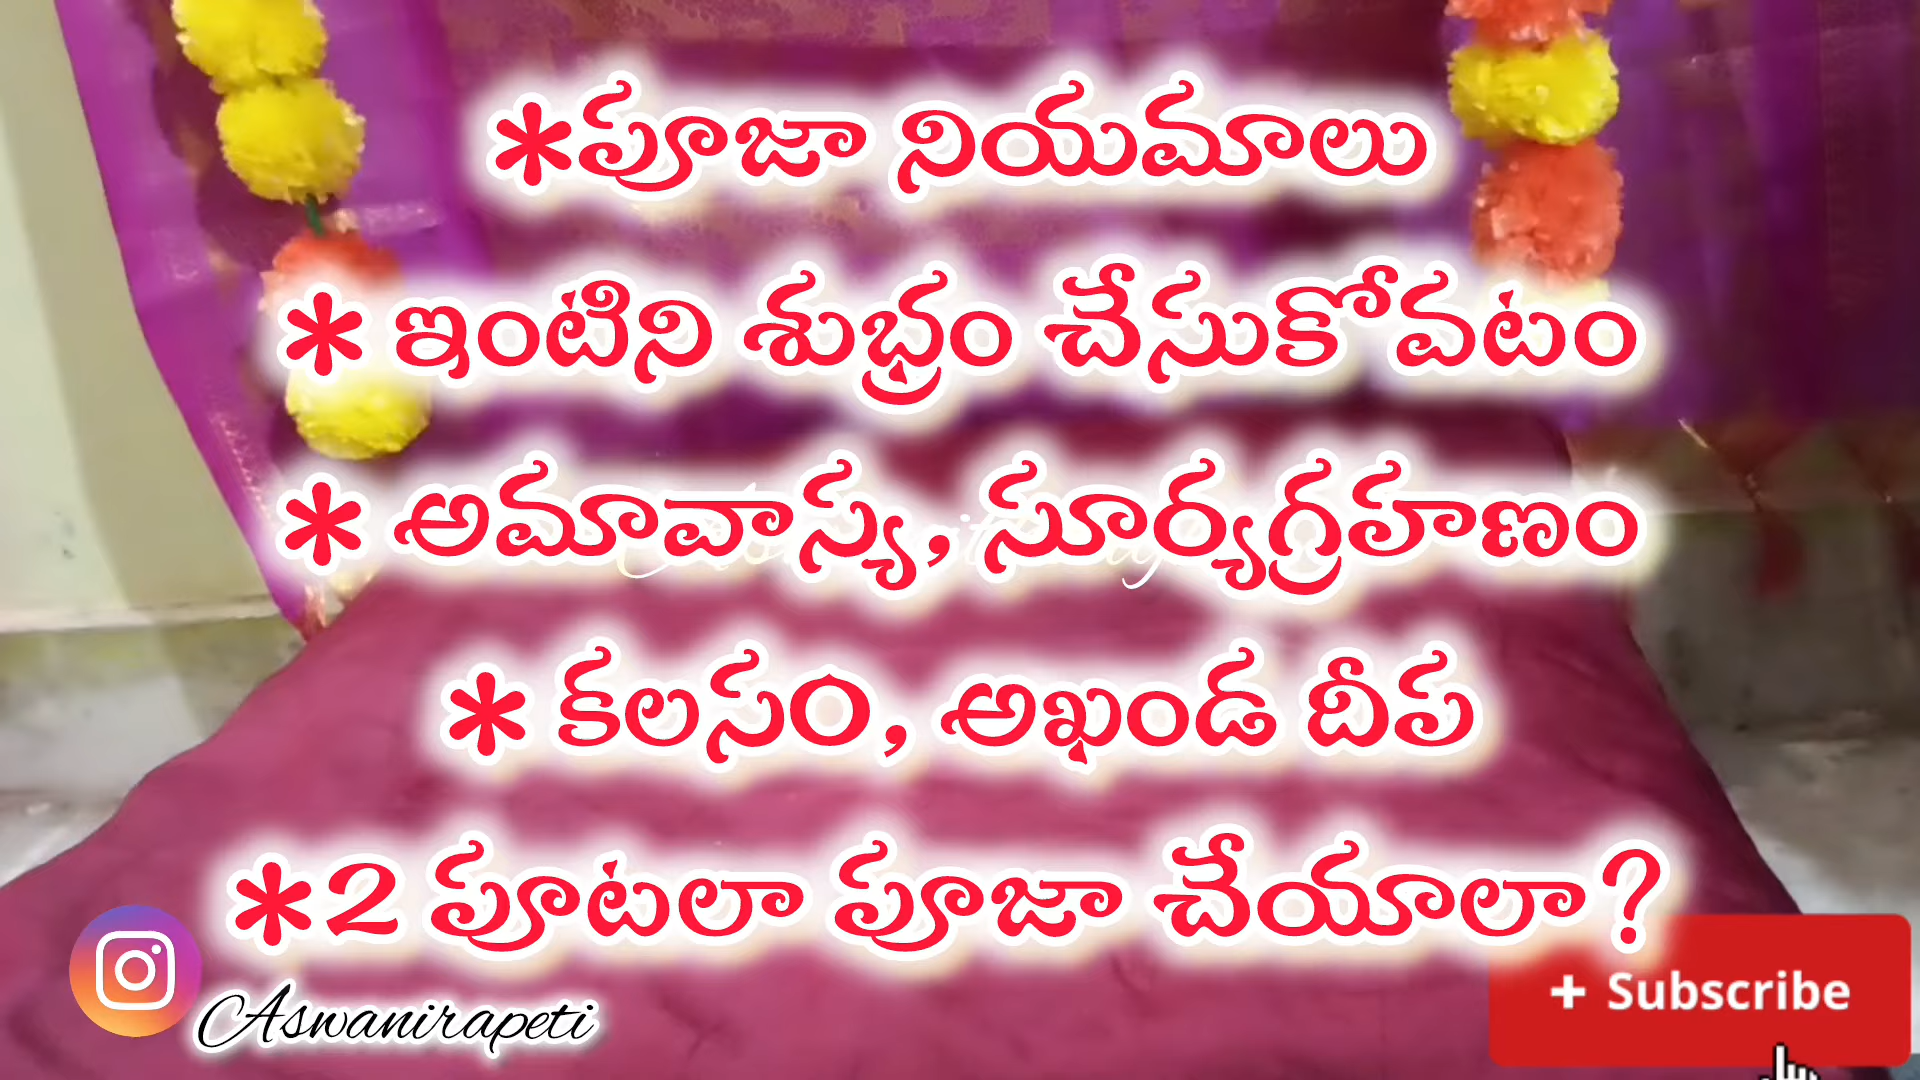 *పూజా నియమాలు
* ఇంటిని శుభ్రం చేసుకోవటం
* అమావాస్య, సూర్యగ్రహణం
* కలసం, అఖండ దీప
*2 పూటలా పూజా చేయాలా?
Aswanirapeti
+ Subscribe